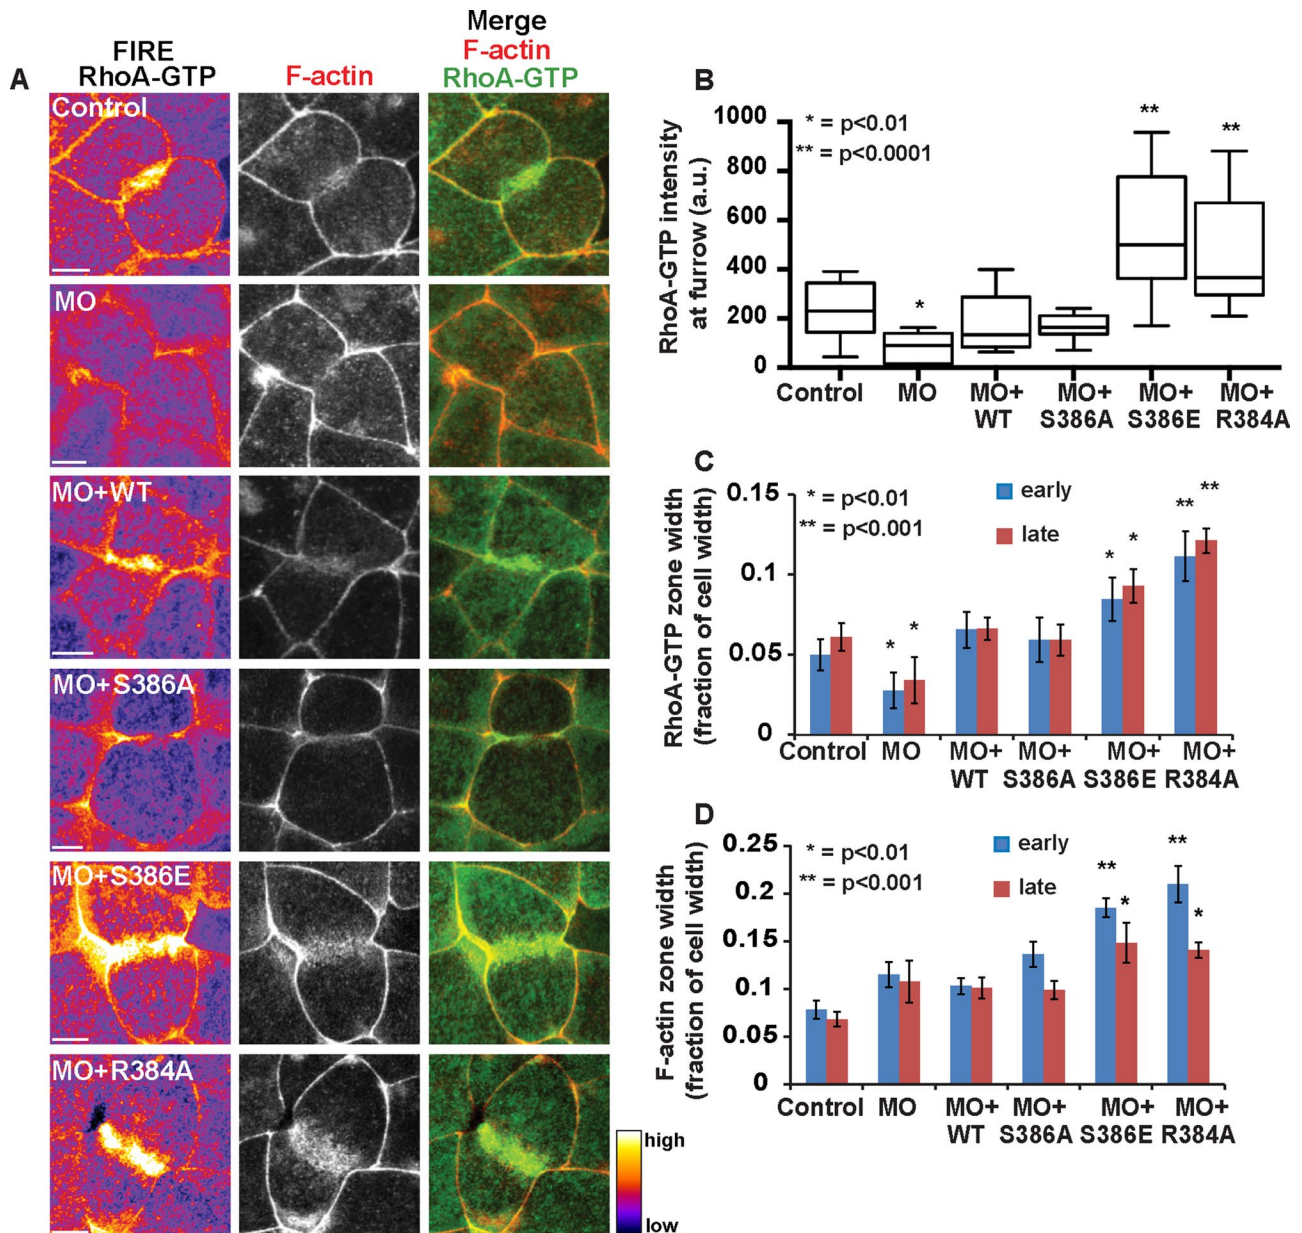 A
FIRE
RhoA-GTP
F-actin
Merge
F-actin
RhoA-GTP
Control
MO
MO+WT
MO+S386A
MO+S386E
MO+R384A
high
low
B
RhoA-GTP intensity
at furrow (a.u.)
1000
800
600
400
200
0
* = p<0.01
** = p<0.0001
*
**
**
Control
MO
MO+
WT
MO+
S386A
MO+
S386E
MO+
R384A
C
RhoA-GTP zone width
(fraction of cell width)
0.15
0.1
0.05
0
* = p<0.01
** = p<0.001
early
late
*
*
*
*
**
**
Control
MO
MO+
WT
MO+
S386A
MO+
S386E
MO+
R384A
D
F-actin zone width
(fraction of cell width)
0.25
0.2
0.15
0.1
0.05
0
* = p<0.01
** = p<0.001
early
late
**
*
**
*
Control
MO
MO+
WT
MO+
S386A
MO+
S386E
MO+
R384A